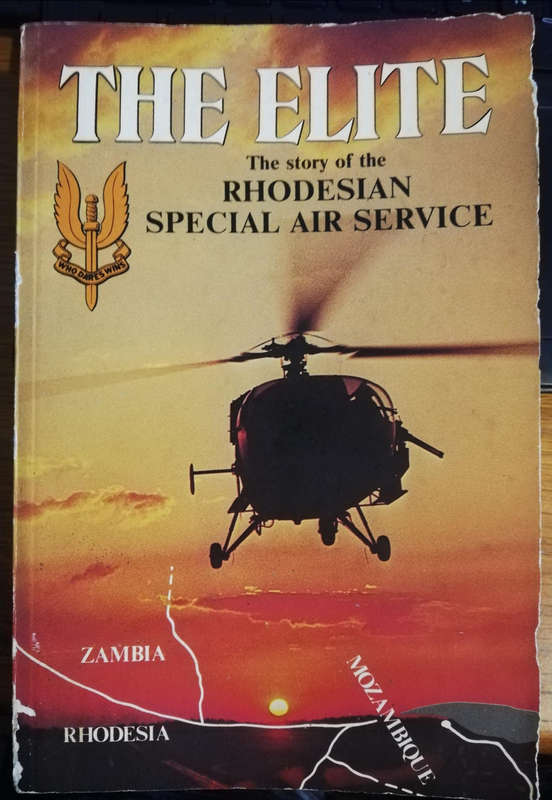 THE ELITE
The story of the
RHODESIAN
SPECIAL AIR SERVICE
WHO DARES WINS
ZAMBIA
MOZAMBIQUE
RHODESIA